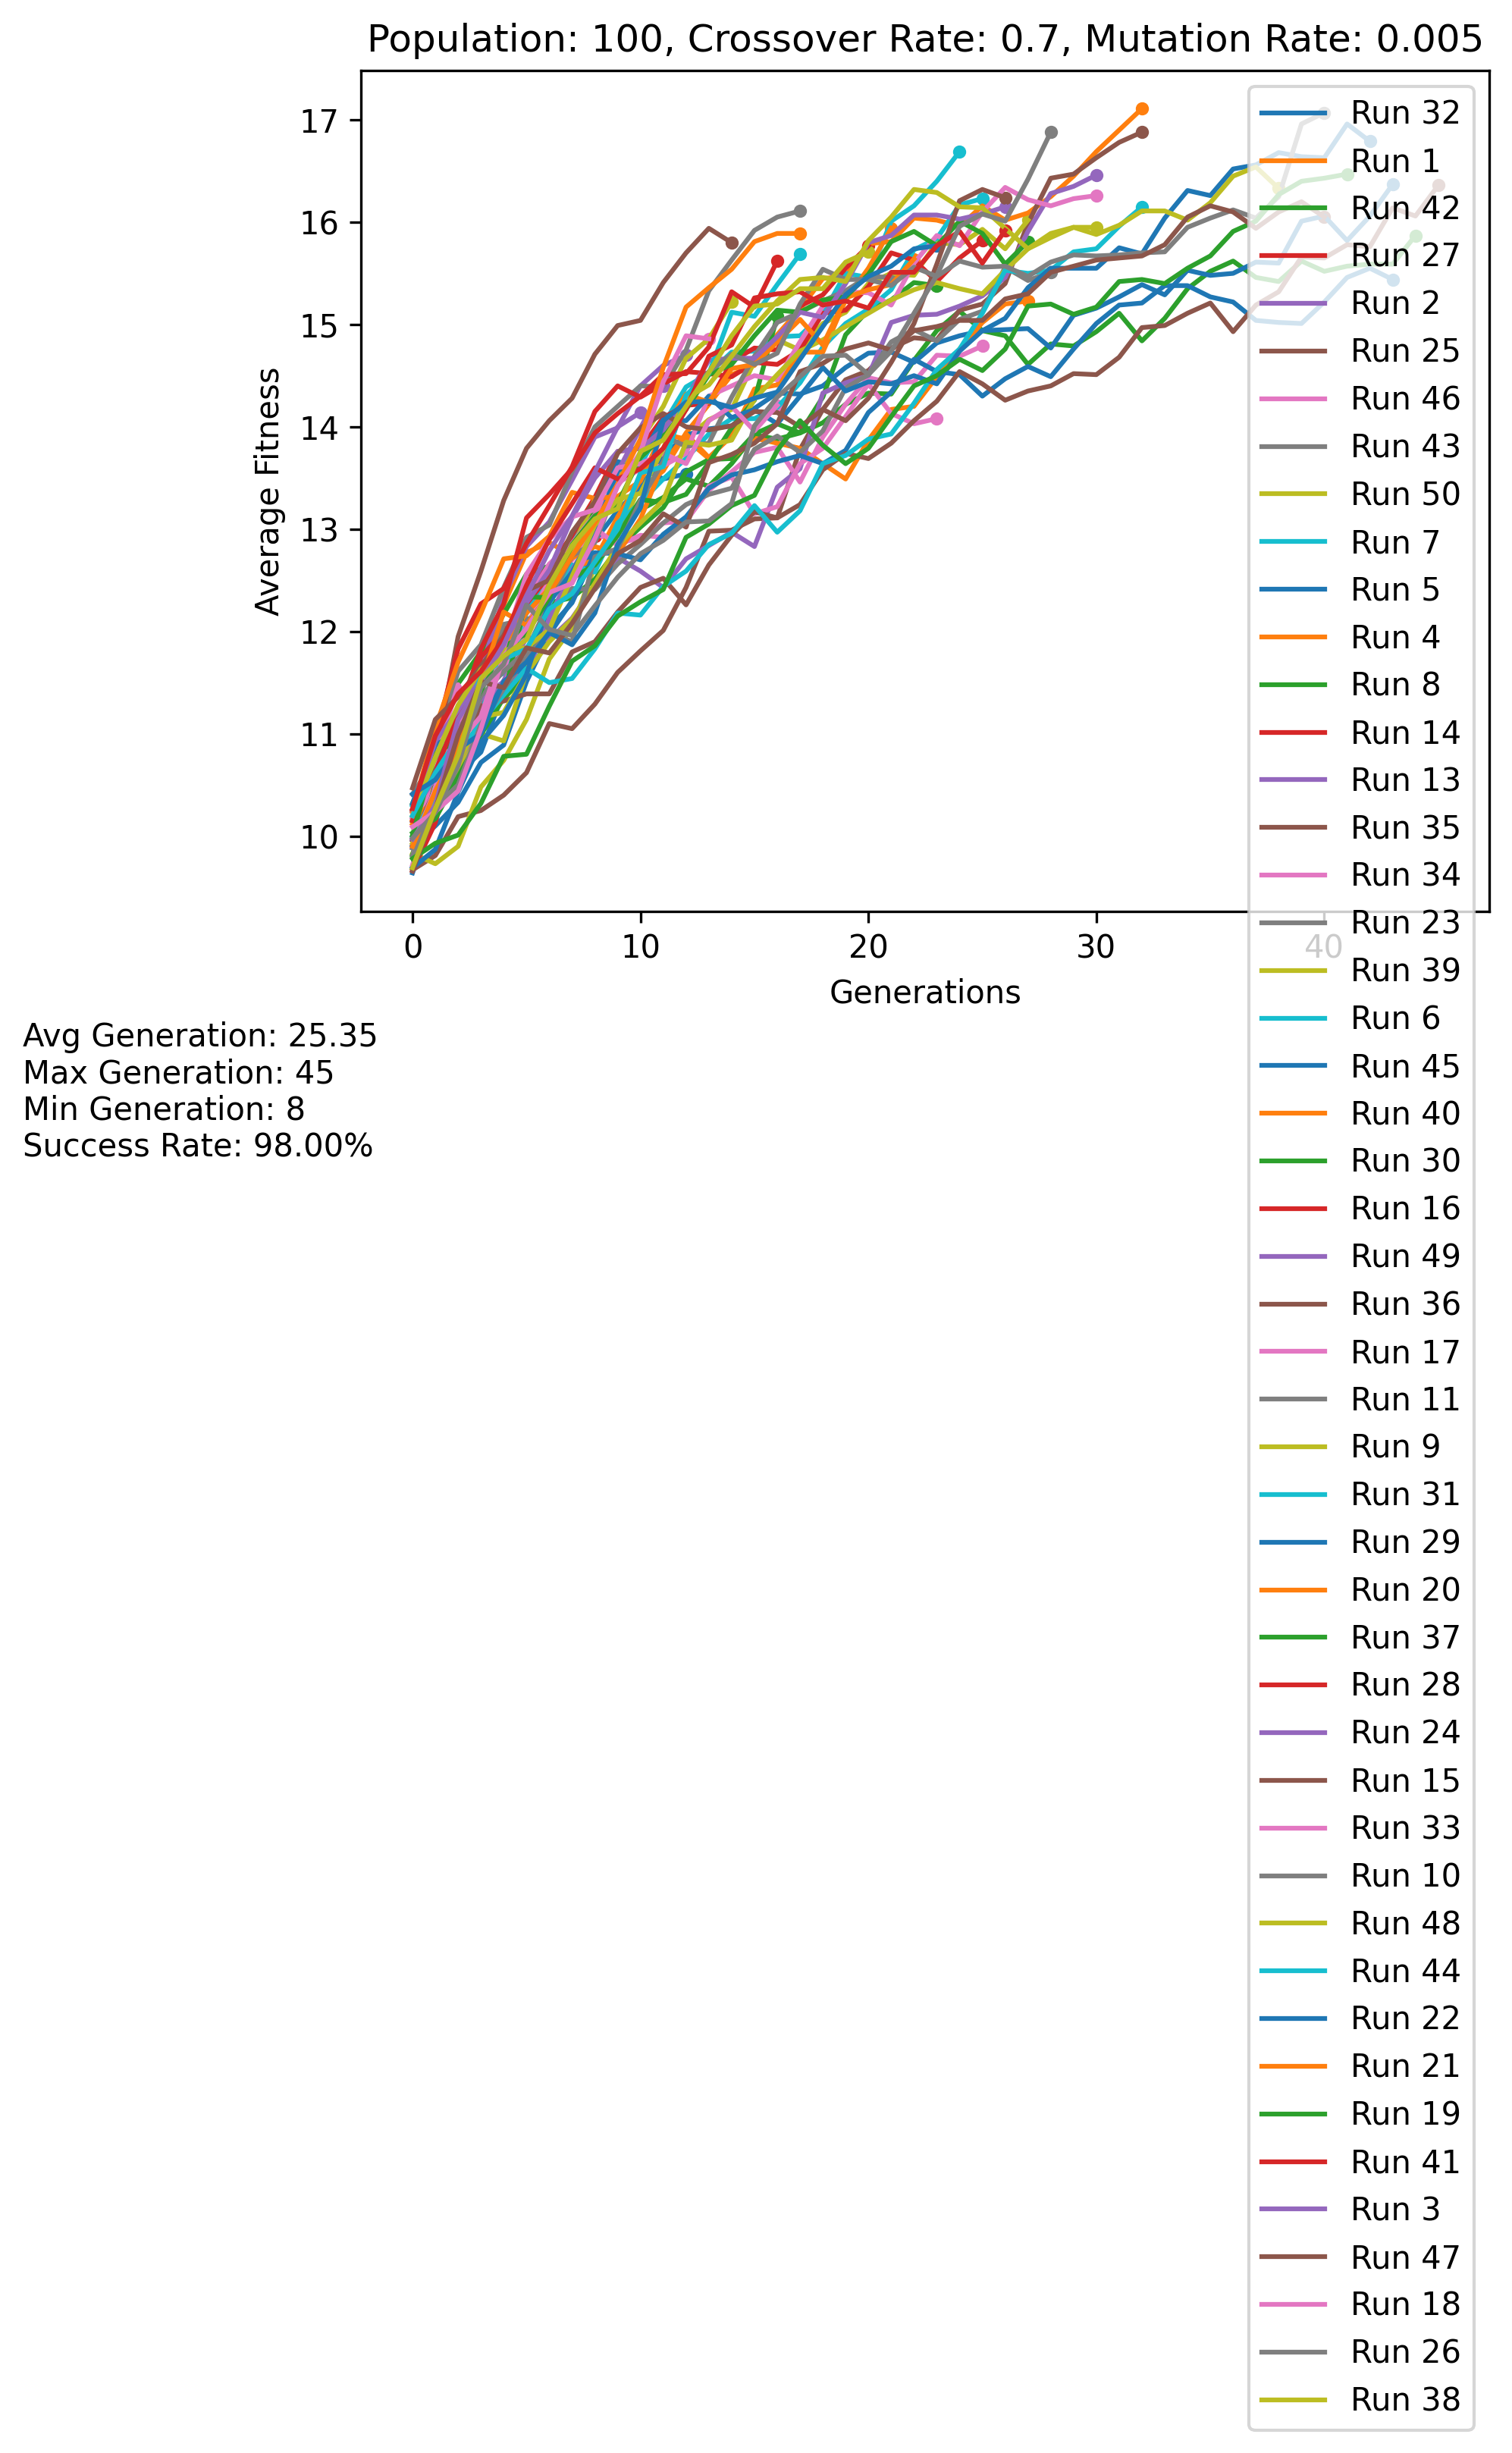 Population: 100, Crossover Rate: 0.7, Mutation Rate: 0.005
17
16
15
14
13
12
11
10
Average Fitness
0
10
20
30
40
Generations
Run 32
Run 1
Run 42
Run 27
Run 2
Run 25
Run 46
Run 43
Run 50
Run 7
Run 5
Run 4
Run 8
Run 14
Run 13
Run 35
Run 34
Run 23
Run 39
Run 6
Run 45
Run 40
Run 30
Run 16
Run 49
Run 36
Run 17
Run 11
Run 9
Run 31
Run 29
Run 20
Run 37
Run 28
Run 24
Run 15
Run 33
Run 10
Run 48
Run 44
Run 22
Run 21
Run 19
Run 41
Run 3
Run 47
Run 18
Run 26
Run 38
Avg Generation: 25.35
Max Generation: 45
Min Generation: 8
Success Rate: 98.00%